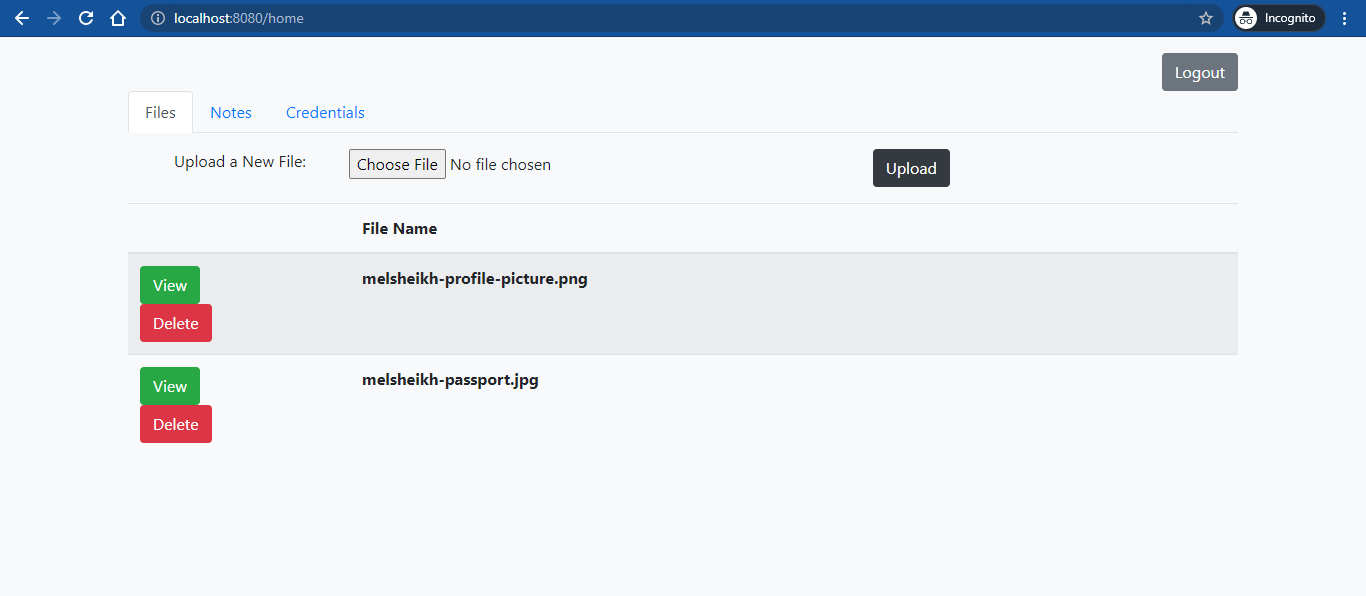 localhost:8080/home Incognito
Logout
Files Notes Credentials
Upload a New File: Choose File No file chosen Upload
File Name
View melsheikh-profile-picture.png
Delete
View melsheikh-passport.jpg
Delete